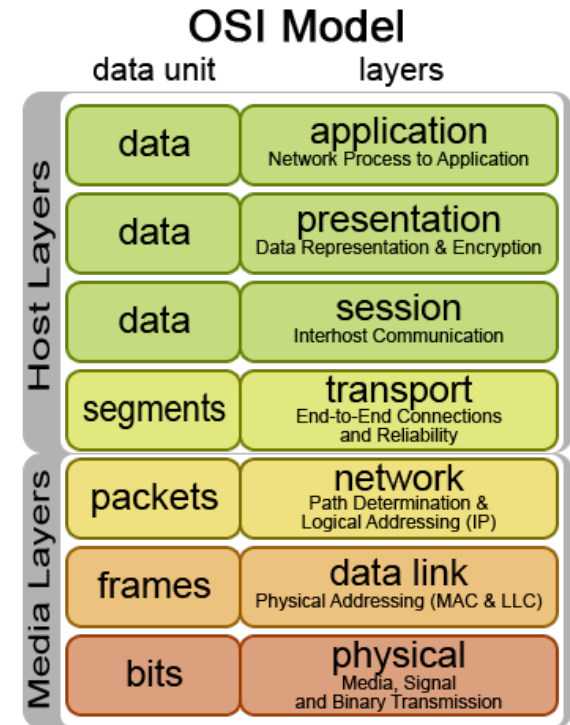 OSI Model
data unit layers
Host Layers
data application
Network Process to Application
data presentation
Data Representation & Encryption
data session
Interhost Communication
segments transport
End-to-End Connections
and Reliability
Media Layers
packets network
Path Determination &
Logical Addressing (IP)
frames data link
Physical Addressing (MAC & LLC)
bits physical
Media, Signal
and Binary Transmission